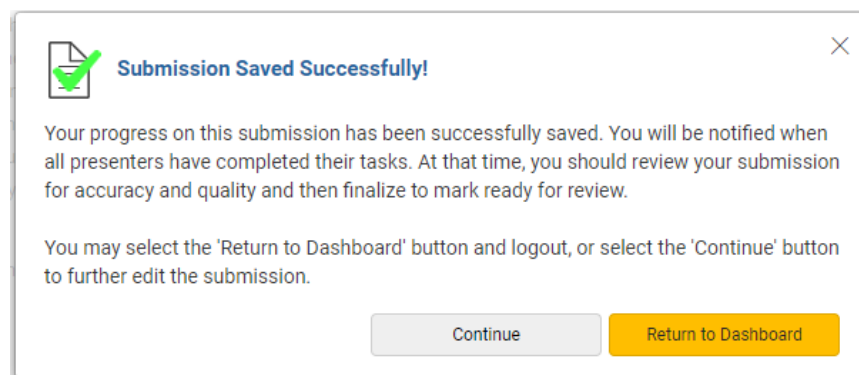 Submission Saved Successfully!
Your progress on this submission has been successfully saved. You will be notified when
all presenters have completed their tasks. At that time, you should review your submission
for accuracy and quality and then finalize to mark ready for review.
You may select the 'Return to Dashboard' button and logout, or select the 'Continue' button
to further edit the submission.
Continue
Return to Dashboard